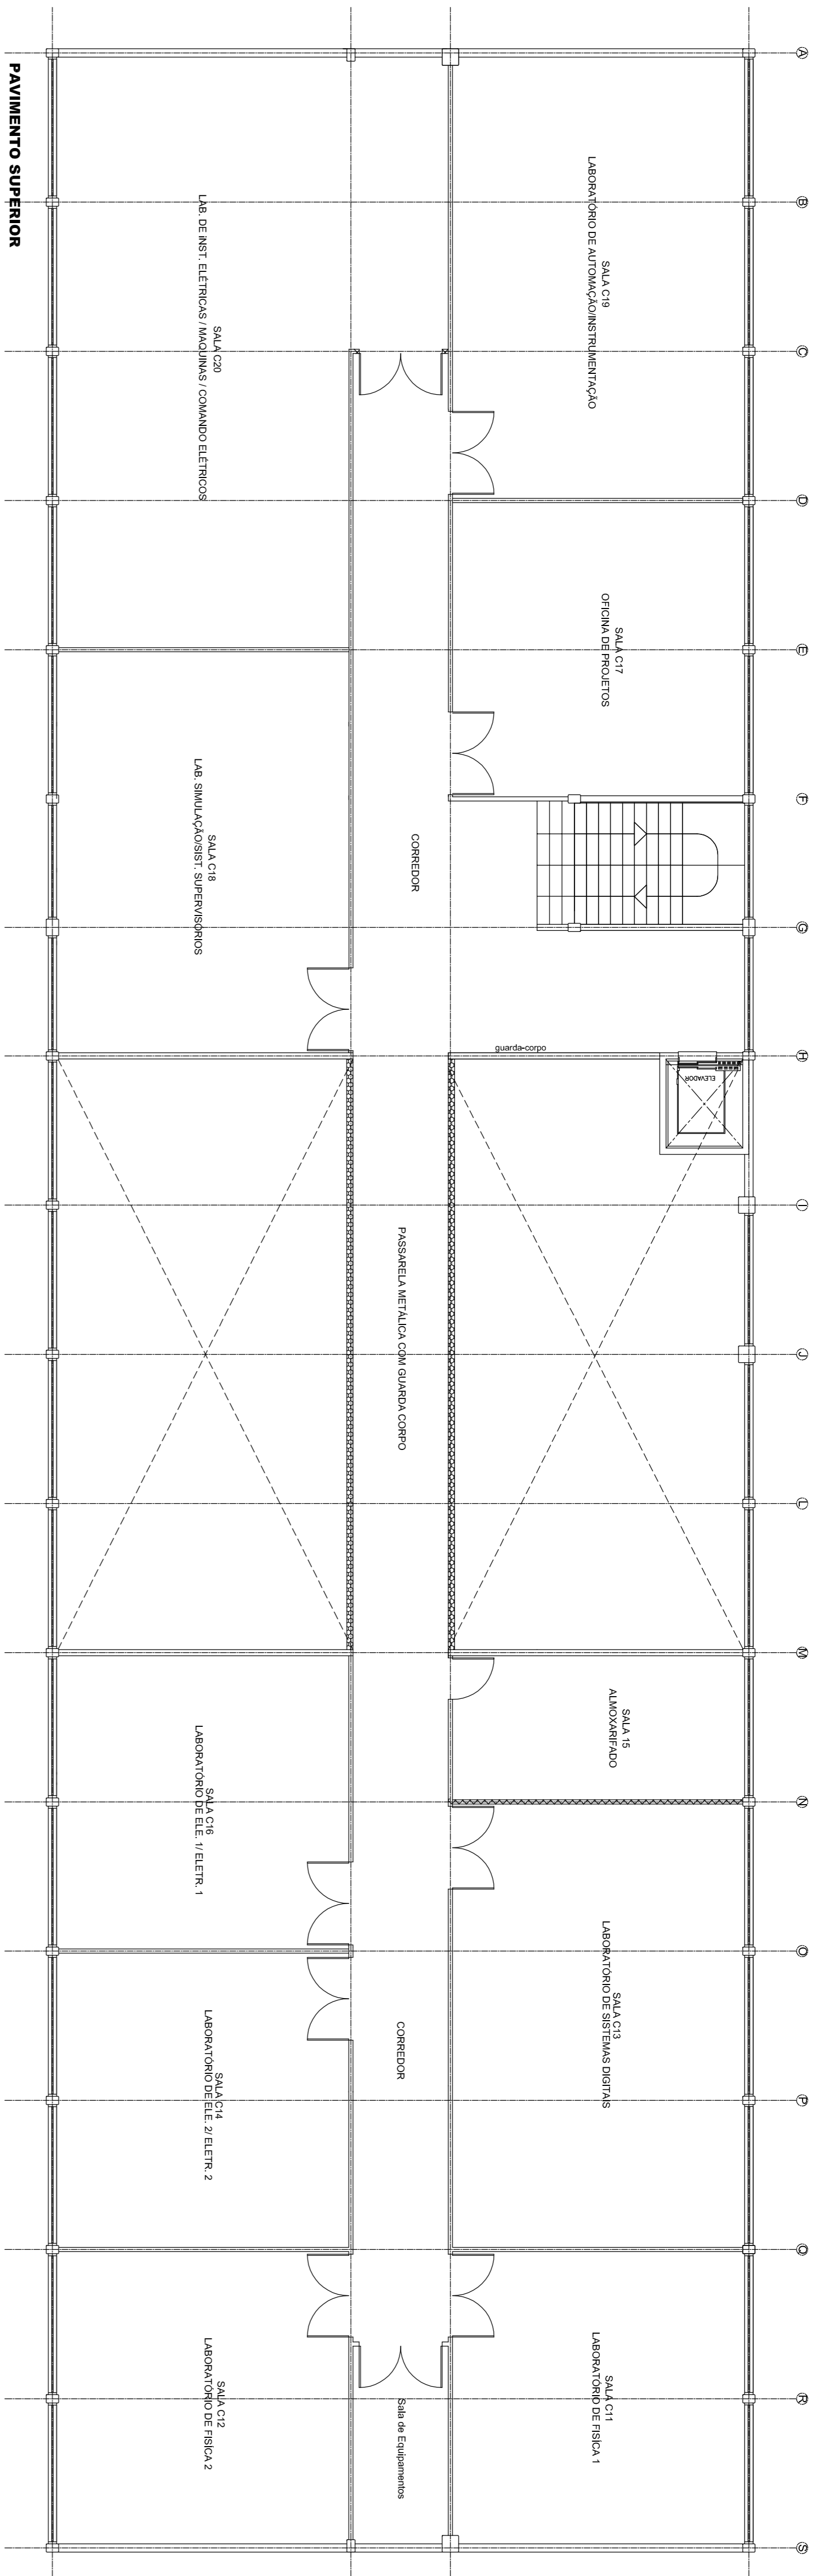 A
B
C
D
E
F
G
H
I
J
L
M
N
O
P
Q
R
S
SALA C19
LABORATÓRIO DE AUTOMAÇÃO/INSTRUMENTAÇÃO
SALA C17
OFICINA DE PROJETOS
ELEVADOR
guarda-corpo
SALA 15
ALMOXARIFADO
SALA C13
LABORATÓRIO DE SISTEMAS DIGITAIS
SALA C11
LABORATÓRIO DE FISÍCA 1
CORREDOR
PASSARELA METÁLICA COM GUARDA CORPO
CORREDOR
Sala de Equipamentos
SALA C20
LAB. DE INST. ELÉTRICAS / MAQUINAS / COMANDO ELÉTRICOS
SALA C18
LAB. SIMULAÇÃO/SIST. SUPERVISÓRIOS
SALA C16
LABORATÓRIO DE ELE. 1/ ELETR. 1
SALA C14
LABORATÓRIO DE ELE. 2/ ELETR. 2
SALA C12
LABORATÓRIO DE FISÍCA 2
PAVIMENTO SUPERIOR